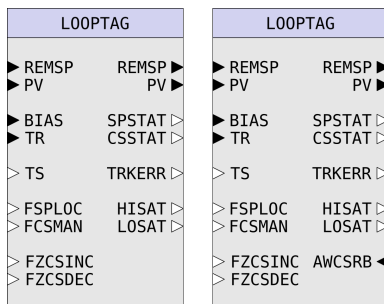 LOOPTAG
REMSP REMSP
PV PV
BIAS SPSTAT
TR CSSTAT
TS TRKERR
FSPLOC HISAT
FCSMAN LOSAT
FZCSINC
FZCSDEC
LOOPTAG
REMSP REMSP
PV PV
BIAS SPSTAT
TR CSSTAT
TS TRKERR
FSPLOC HISAT
FCSMAN LOSAT
FZCSINC AWCSRB
FZCSDEC